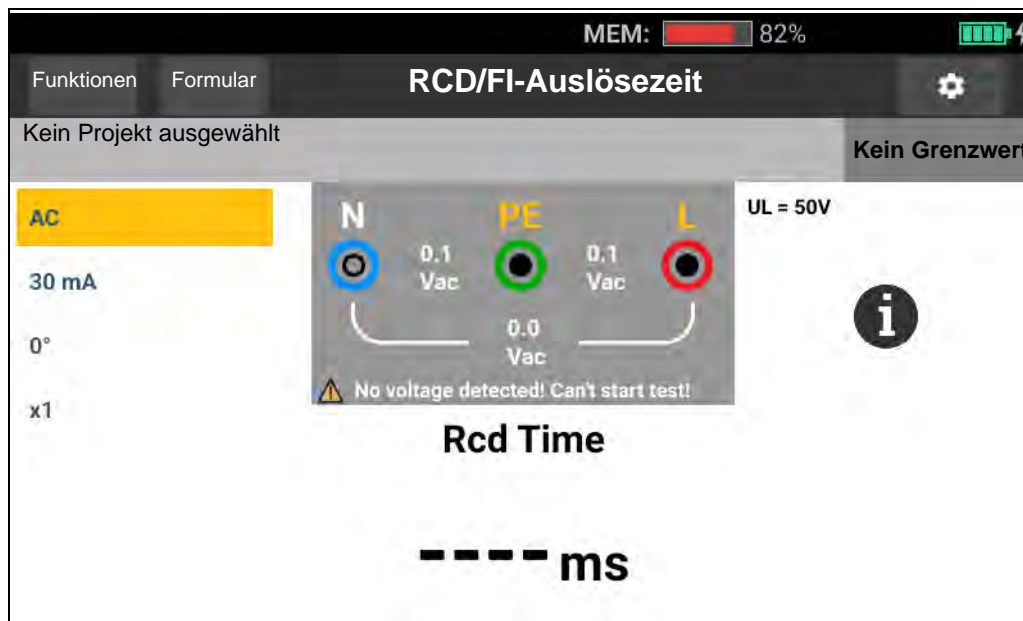 MEM: 82%
Funktionen Formular RCD/FI-Auslösezeit
Kein Projekt ausgewählt
Kein Grenzwert
AC
30 mA
0°
x1
N PE L
0.1 Vac
0.1 Vac
0.0 Vac
No voltage detected! Can't start test!
UL = 50V
Rcd Time
---- ms